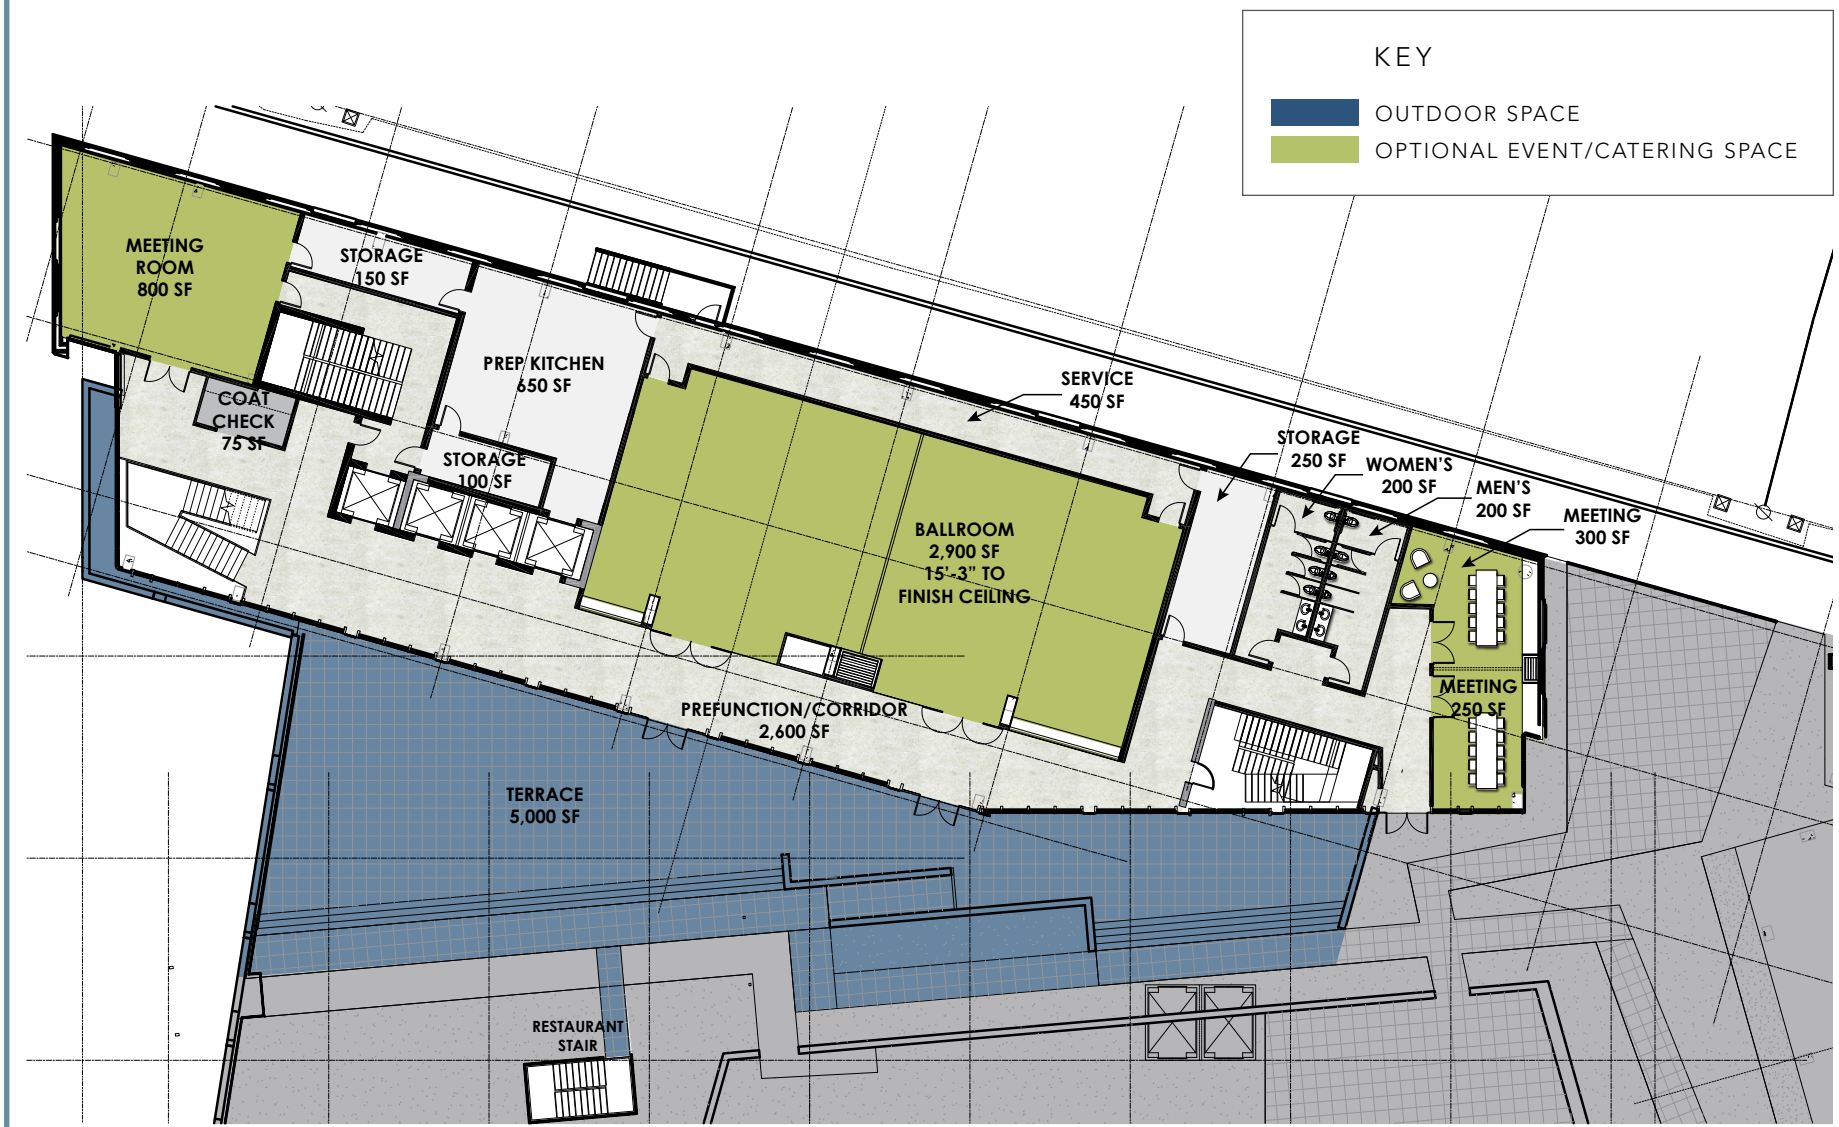 KEY
OUTDOOR SPACE
OPTIONAL EVENT/CATERING SPACE
MEETING
ROOM
800 SF
STORAGE
150 SF
PREP KITCHEN
650 SF
COAT
CHECK
75 SF
STORAGE
100 SF
SERVICE
450 SF
STORAGE
250 SF
WOMEN'S
200 SF
MEN'S
200 SF
MEETING
300 SF
BALLROOM
2,900 SF
15'-3" TO
FINISH CEILING
MEETING
250 SF
PREFUNCTION/CORRIDOR
2,600 SF
TERRACE
5,000 SF
RESTAURANT
STAIR